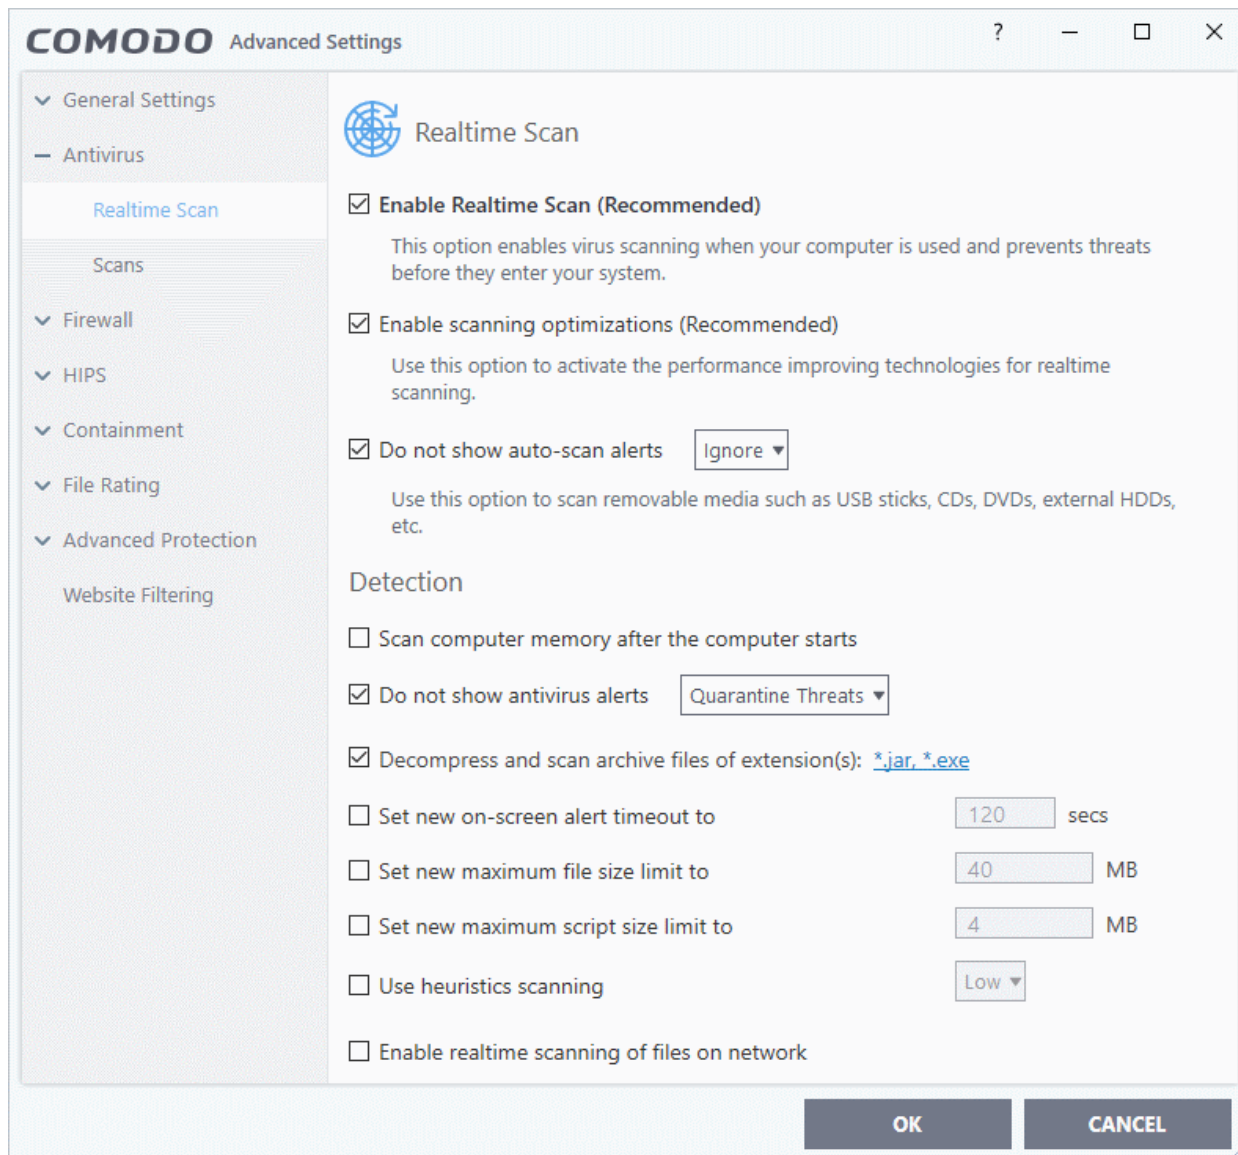 COMODO Advanced Settings
?
General Settings
Antivirus
Realtime Scan
Scans
Firewall
HIPS
Containment
File Rating
Advanced Protection
Website Filtering
Realtime Scan
Enable Realtime Scan (Recommended)
This option enables virus scanning when your computer is used and prevents threats
before they enter your system.
Enable scanning optimizations (Recommended)
Use this option to activate the performance improving technologies for realtime
scanning.
Do not show auto-scan alerts Ignore
Use this option to scan removable media such as USB sticks, CDs, DVDs, external HDDs,
etc.
Detection
Scan computer memory after the computer starts
Do not show antivirus alerts Quarantine Threats
Decompress and scan archive files of extension(s): *.jar, *.exe
Set new on-screen alert timeout to 120 secs
Set new maximum file size limit to 40 MB
Set new maximum script size limit to 4 MB
Use heuristics scanning Low
Enable realtime scanning of files on network
OK CANCEL